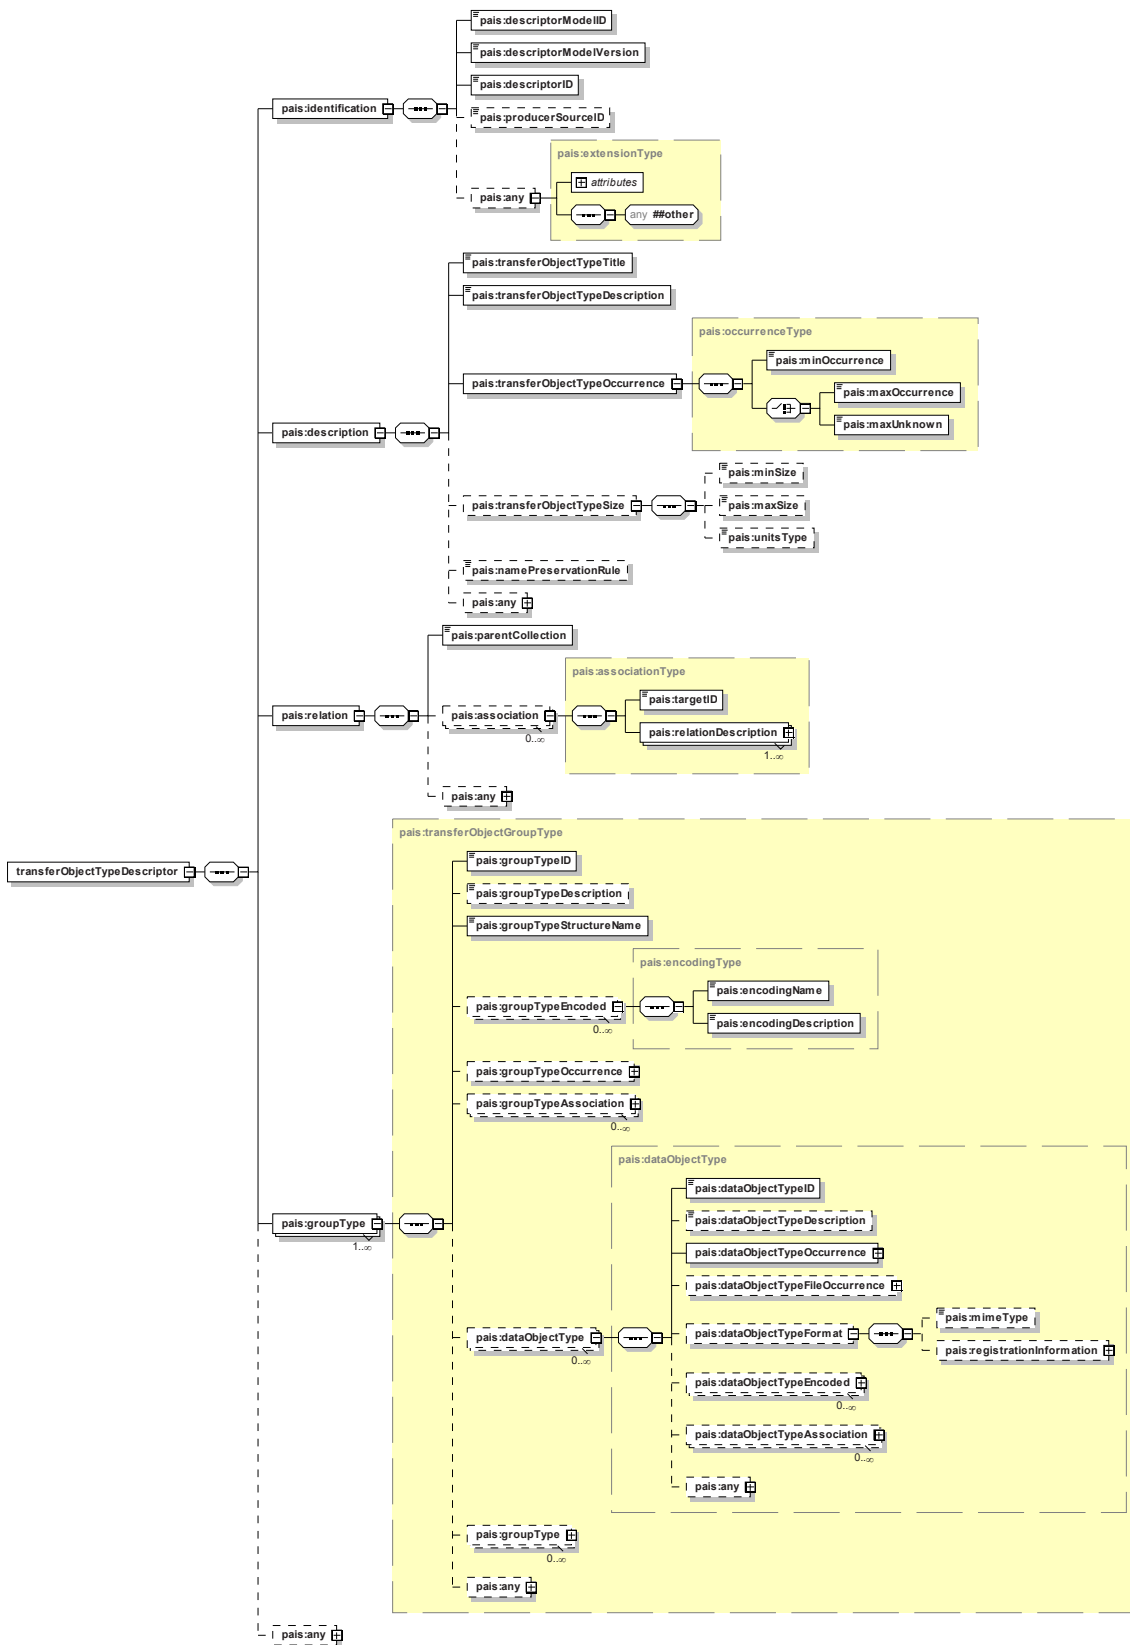 pais:descriptorModelID
pais:descriptorModelVersion
pais:descriptorID
pais:identification
pais:producerSourceID
pais:extensionType
attributes
pais:any
any ##other
pais:transferObjectTypeTitle
pais:transferObjectTypeDescription
pais:occurrenceType
pais:minOccurrence
pais:transferObjectTypeOccurrence
pais:maxOccurrence
pais:maxUnknown
pais:description
pais:minSize
pais:transferObjectTypeSize
pais:maxSize
pais:unitsType
pais:namePreservationRule
pais:any
pais:parentCollection
pais:associationType
pais:targetID
pais:relation
pais:association
0..∞
pais:relationDescription
1..∞
pais:any
pais:transferObjectGroupType
pais:groupTypeID
transferObjectTypeDescriptor
pais:groupTypeDescription
pais:groupTypeStructureName
pais:encodingType
pais:encodingName
pais:groupTypeEncoded
0..∞
pais:encodingDescription
pais:groupTypeOccurrence
pais:groupTypeAssociation
0..∞
pais:dataObjectType
pais:dataObjectTypeID
pais:groupType
1..∞
pais:dataObjectTypeDescription
pais:dataObjectTypeOccurrence
pais:dataObjectTypeFileOccurrence
pais:mimeType
pais:dataObjectType
0..∞
pais:dataObjectTypeFormat
pais:registrationInformation
pais:dataObjectTypeEncoded
0..∞
pais:dataObjectTypeAssociation
0..∞
pais:any
pais:groupType
0..∞
pais:any
pais:any